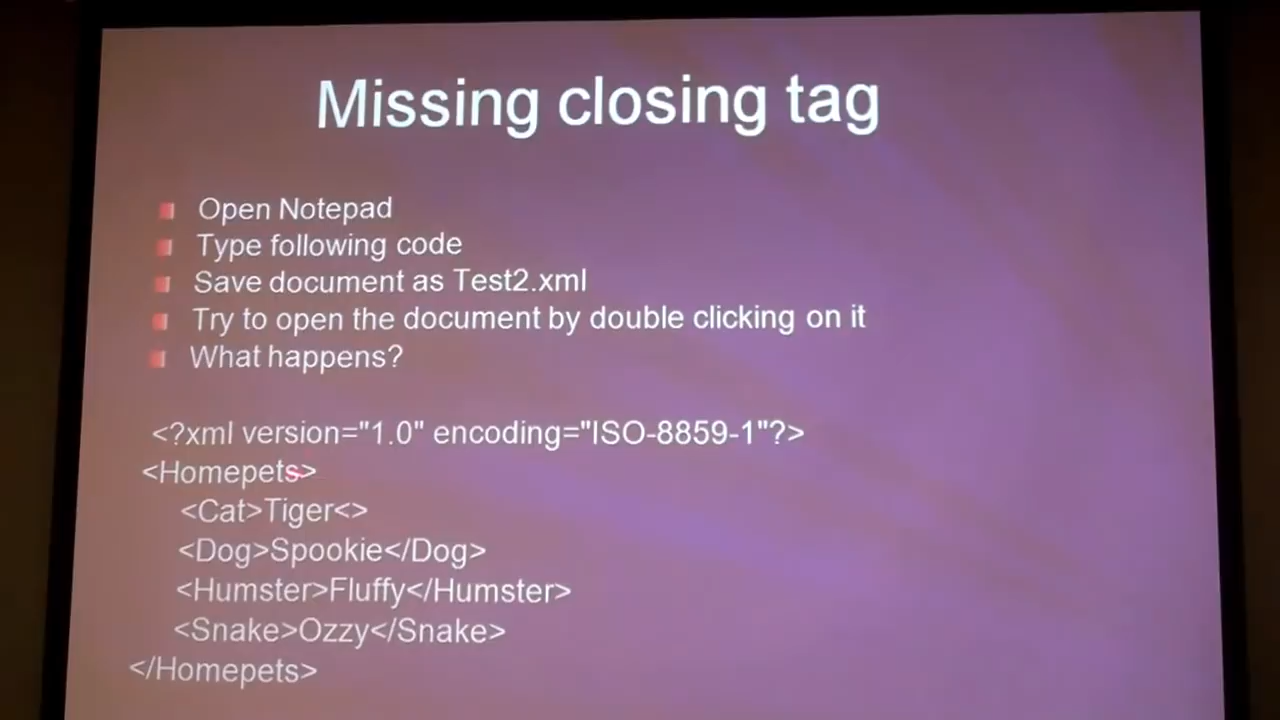 Missing closing tag
Open Notepad
Type following code
Save document as Test2.xml
Try to open the document by double clicking on it
What happens?
<?xml version="1.0" encoding="ISO-8859-1"?>
<Homepets>
<Cat>Tiger<>
<Dog>Spookie</Dog>
<Humster>Fluffy</Humster>
<Snake>Ozzy</Snake>
</Homepets>